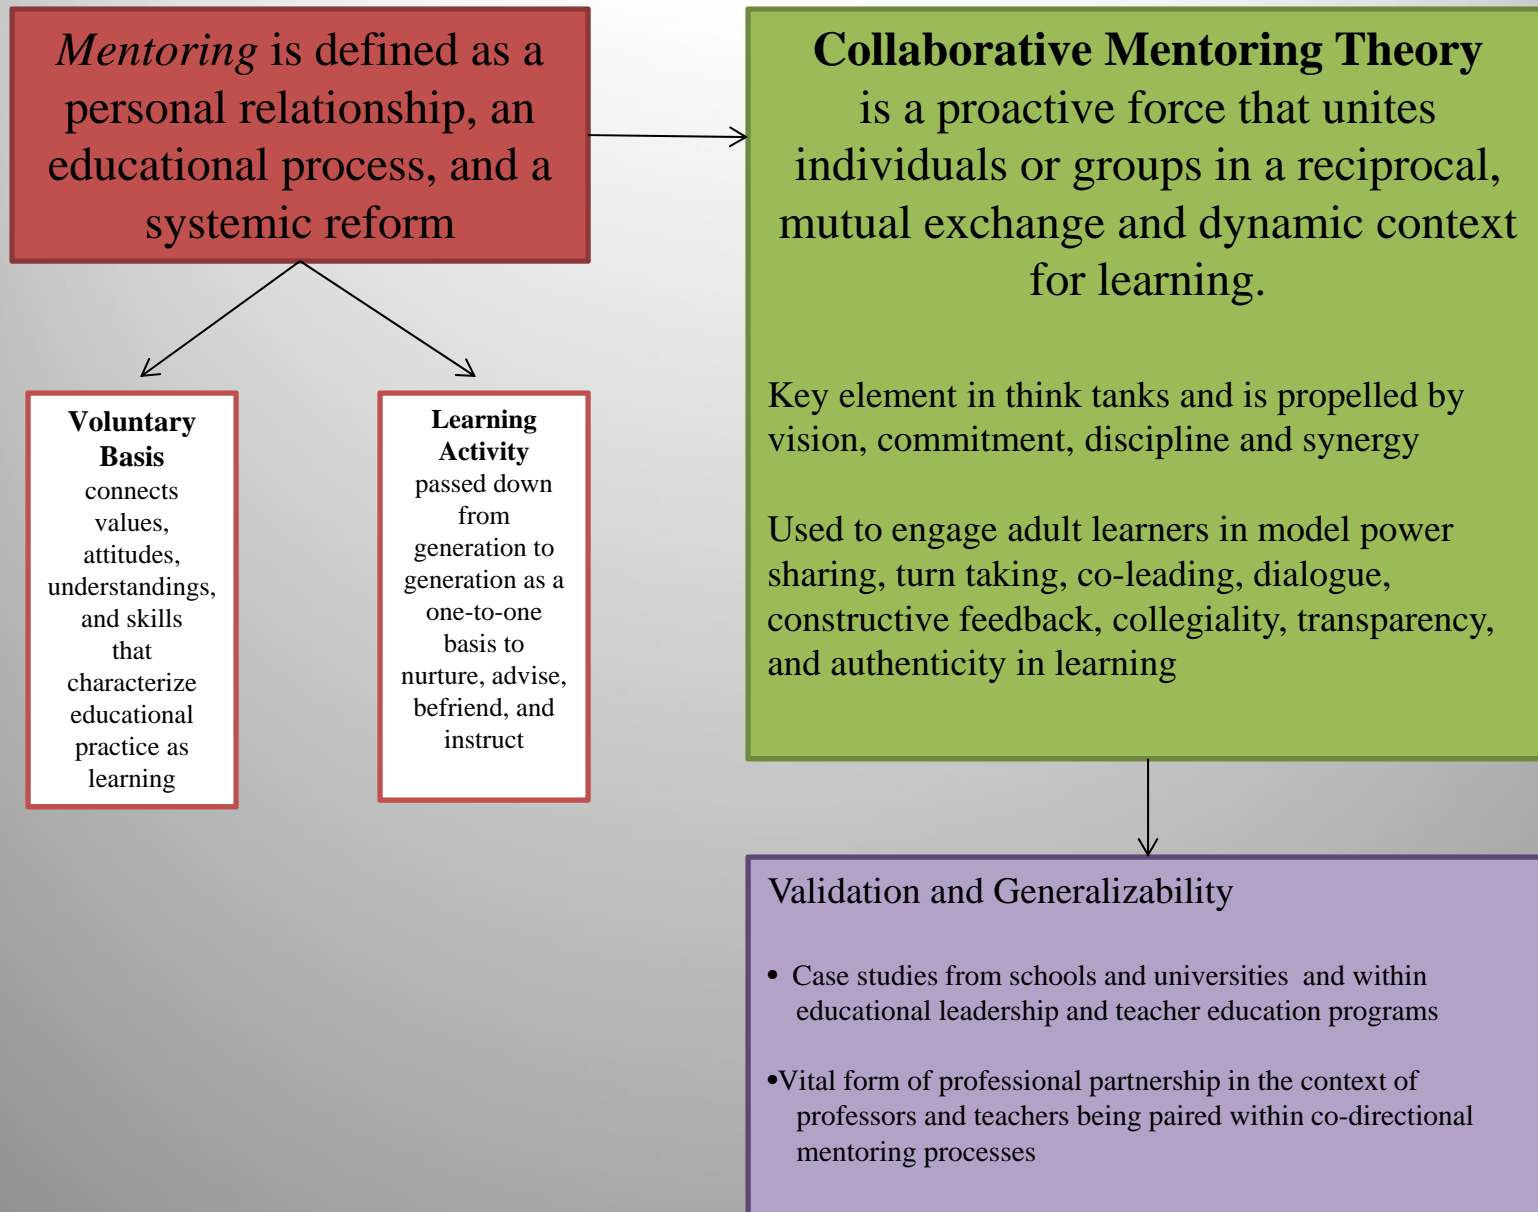 Mentoring is defined as a
personal relationship, an
educational process, and a
systemic reform
Voluntary
Basis
connects
values,
attitudes,
understandings,
and skills
that
characterize
educational
practice as
learning
Learning
Activity
passed down
from
generation to
generation as a
one-to-one
basis to
nurture, advise,
befriend, and
instruct
Collaborative Mentoring Theory
is a proactive force that unites
individuals or groups in a reciprocal,
mutual exchange and dynamic context
for learning.
Key element in think tanks and is propelled by
vision, commitment, discipline and synergy
Used to engage adult learners in model power
sharing, turn taking, co-leading, dialogue,
constructive feedback, collegiality, transparency,
and authenticity in learning
Validation and Generalizability
• Case studies from schools and universities and within
educational leadership and teacher education programs
•Vital form of professional partnership in the context of
professors and teachers being paired within co-directional
mentoring processes